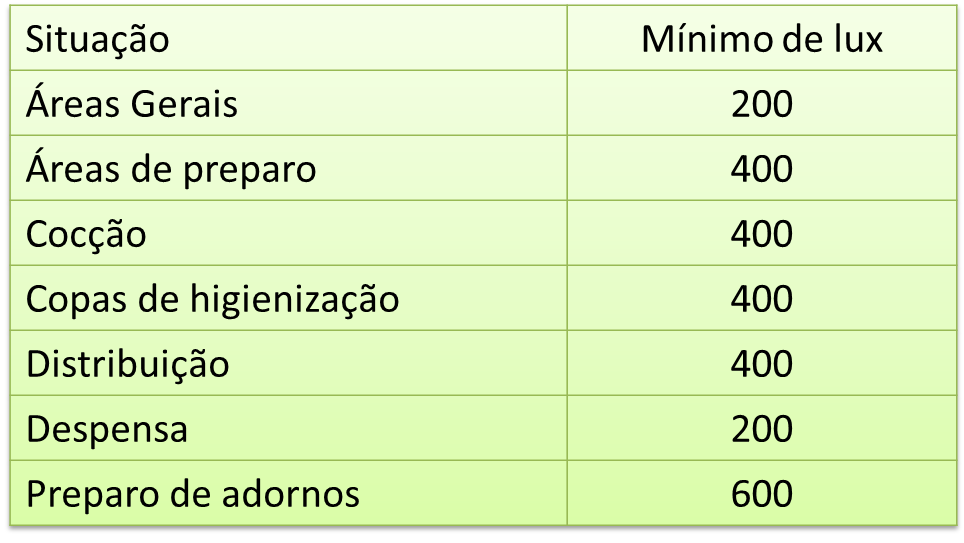 Situação Mínimo de lux
Áreas Gerais 200
Áreas de preparo 400
Cocção 400
Copas de higienização 400
Distribuição 400
Despensa 200
Preparo de adornos 600